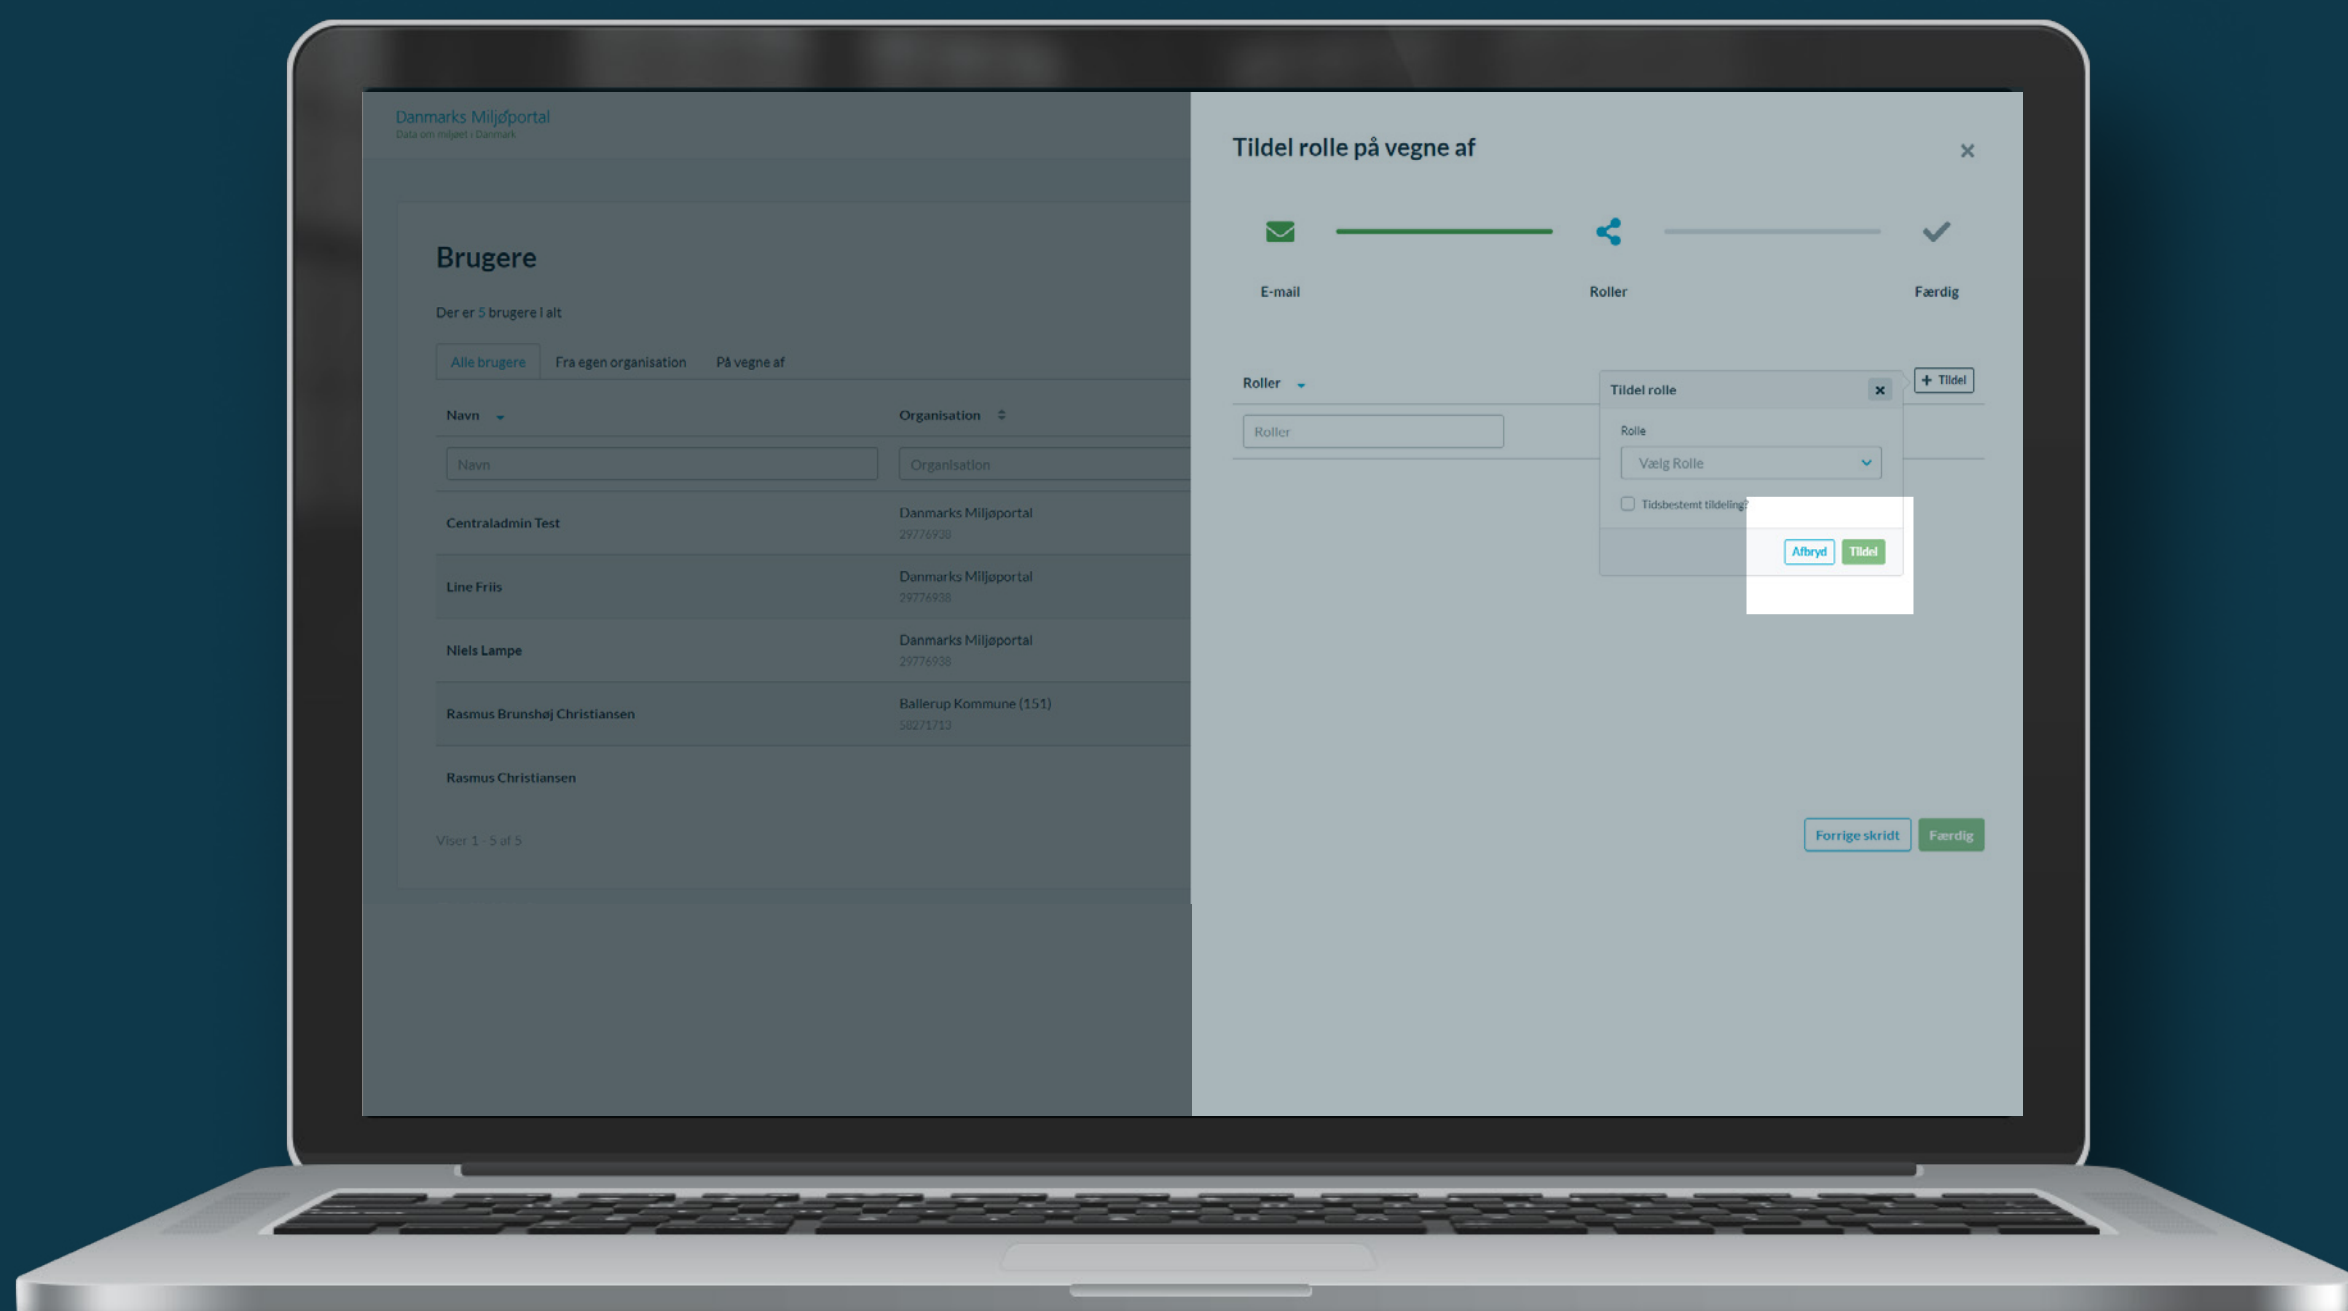 Danmarks Miljøportal
Data om miljøet i Danmark
Brugere
Der er 5 brugere i alt
Alle brugere
Fra egen organisation
På vegne af
Navn
Organisation
Navn
Organisation
Centraladmin Test
Danmarks Miljøportal
29776938
Line Friis
Danmarks Miljøportal
29776938
Niels Lampe
Danmarks Miljøportal
29776938
Rasmus Brunshøj Christiansen
Ballerup Kommune (151)
58271713
Rasmus Christiansen
Viser 1 - 5 af 5
Tildel rolle på vegne af
E-mail
Roller
Færdig
Roller
+ Tildel
Roller
Tildel rolle
Rolle
Vælg Rolle
Tidsbestemt tildeling?
Afbryd
Tildel
Forrige skridt
Færdig